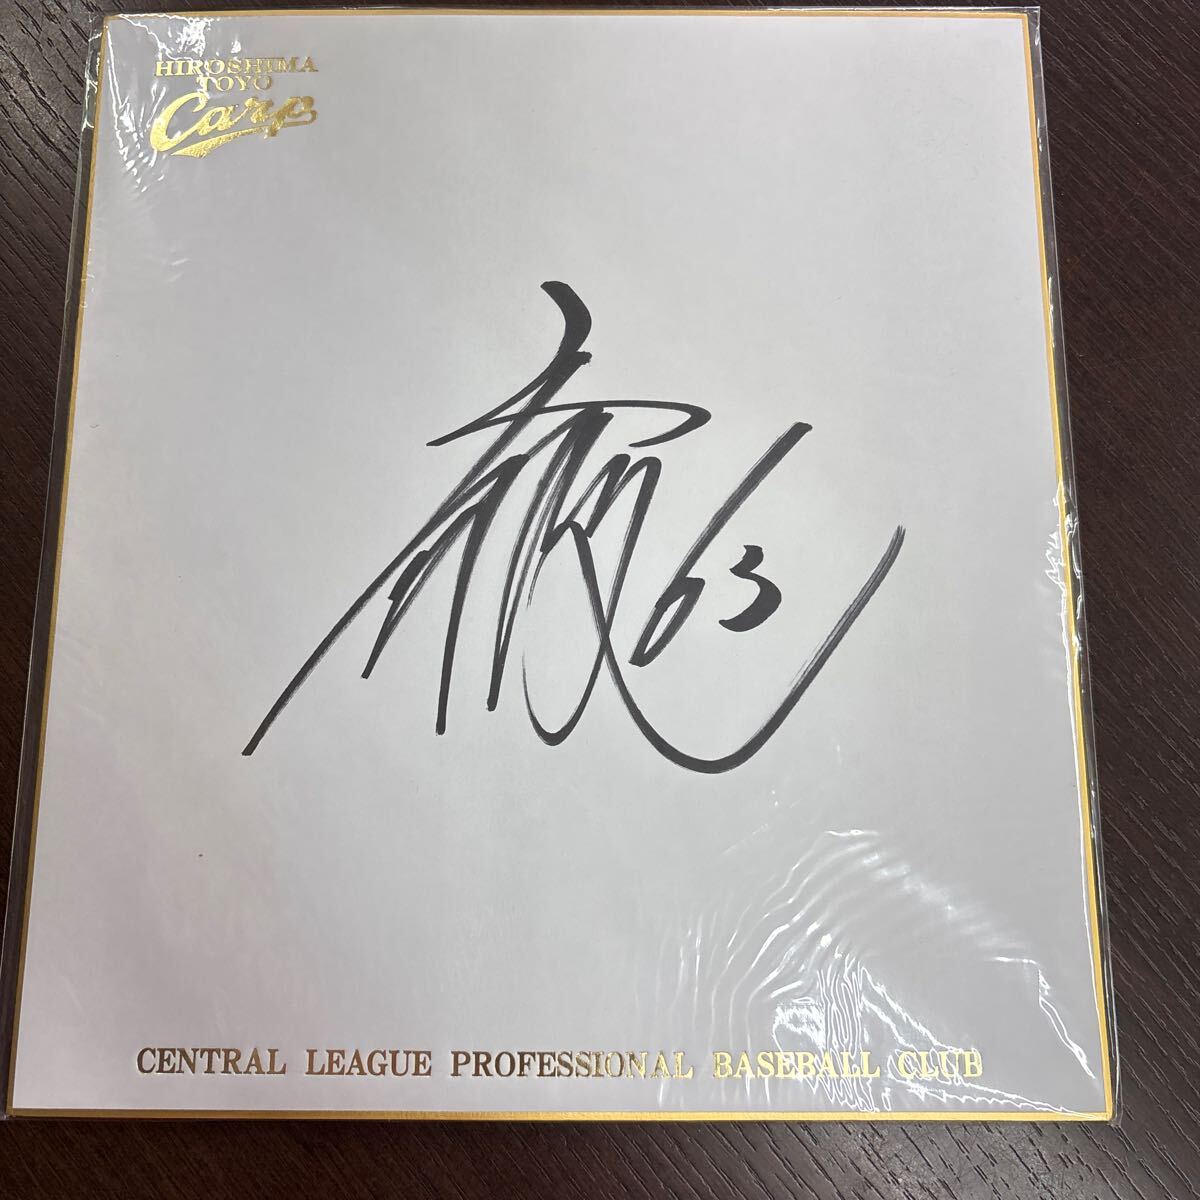 HIROSHIMA
TOYO
Carp
63
CENTRAL LEAGUE PROFESSIONAL BASEBALL CLUB